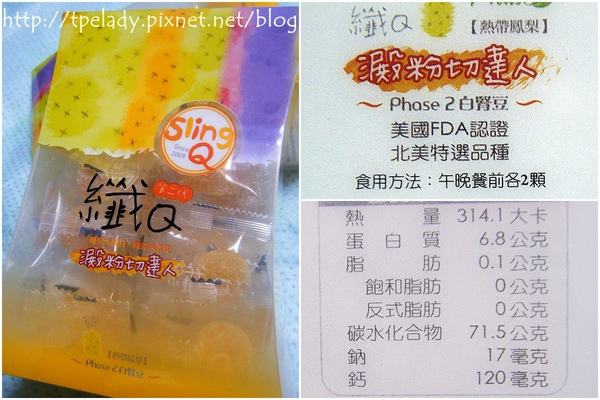 http://tpelady.pixnet.net/blog
Sling
Q
Since
2009
第二代
纖Q
澱粉切達人
【熱帶鳳梨】
Phase 2 白腎豆
纖Q
【熱帶鳳梨】
澱粉切達人
～ Phase 2 白腎豆 ～
美國FDA認證
北美特選品種
食用方法：午晚餐前各2顆
熱量 314.1 大卡
蛋白質 6.8 公克
脂肪 0.1 公克
飽和脂肪 0 公克
反式脂肪 0 公克
碳水化合物 71.5 公克
鈉 17 毫克
鈣 120 毫克